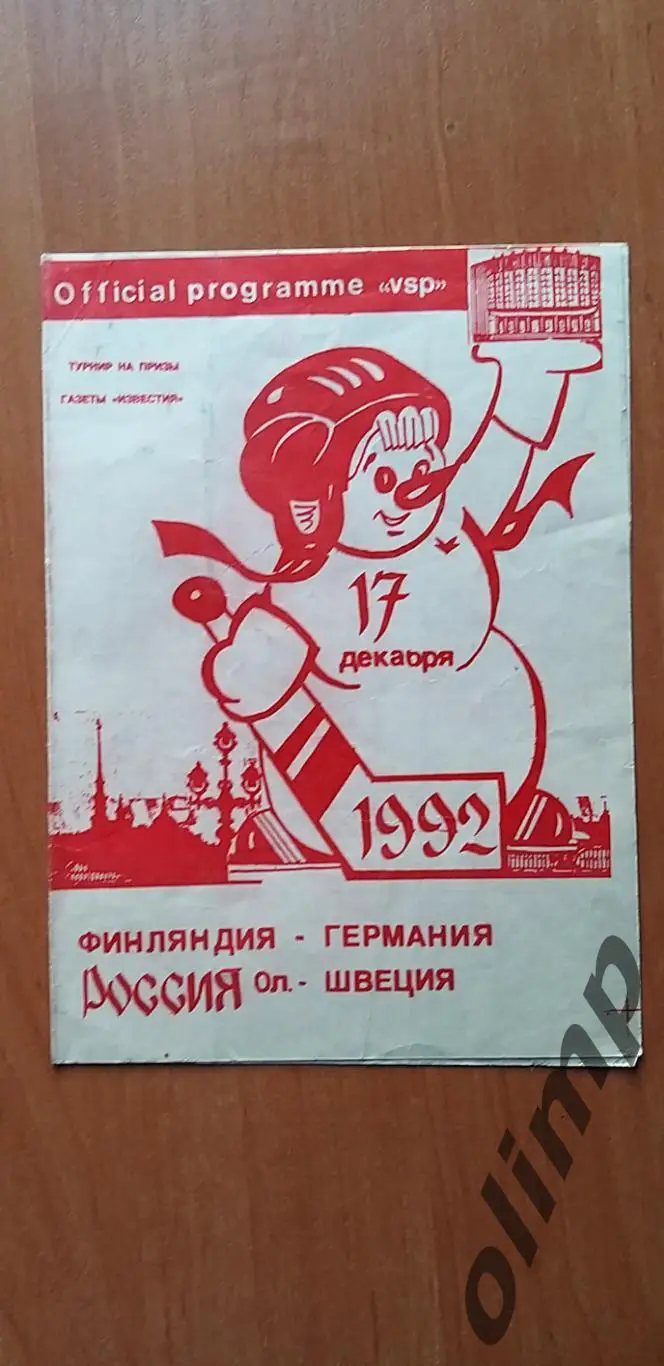 Official programme «vsp»
ТУРНИР НА ПРИЗЫ
ГАЗЕТЫ «ИЗВЕСТИЯ»
17
декабря
1992
ФИНЛЯНДИЯ - ГЕРМАНИЯ
РОССИЯ Ол. - ШВЕЦИЯ
olimp